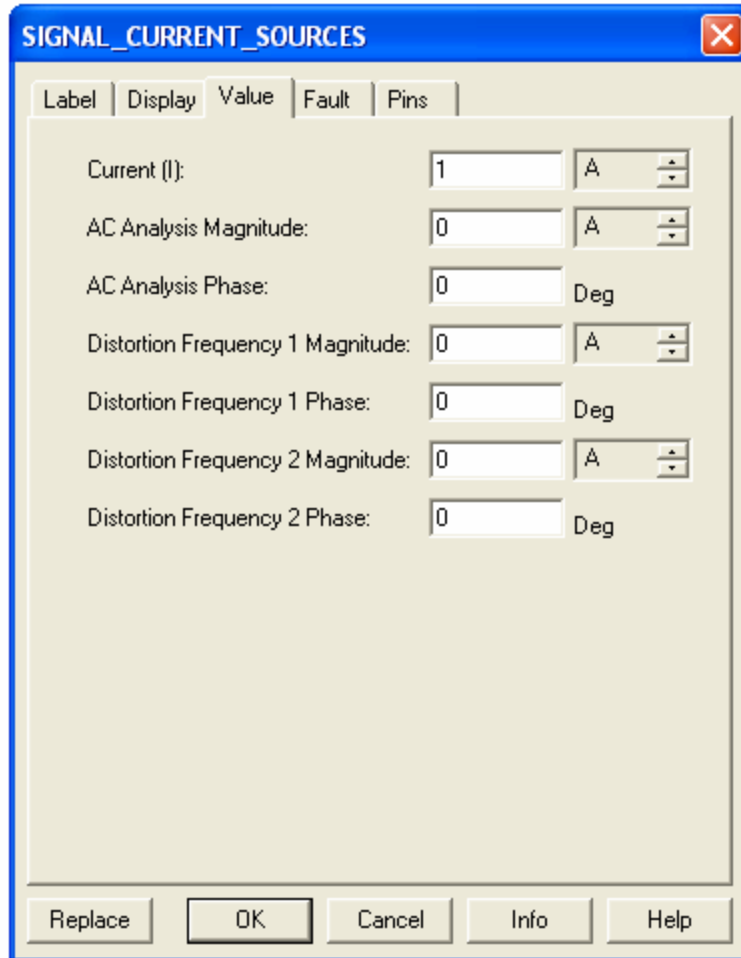 SIGNAL_CURRENT_SOURCES
Label Display Value Fault Pins
Current (I): 1 A
AC Analysis Magnitude: 0 A
AC Analysis Phase: 0 Deg
Distortion Frequency 1 Magnitude: 0 A
Distortion Frequency 1 Phase: 0 Deg
Distortion Frequency 2 Magnitude: 0 A
Distortion Frequency 2 Phase: 0 Deg
Replace OK Cancel Info Help